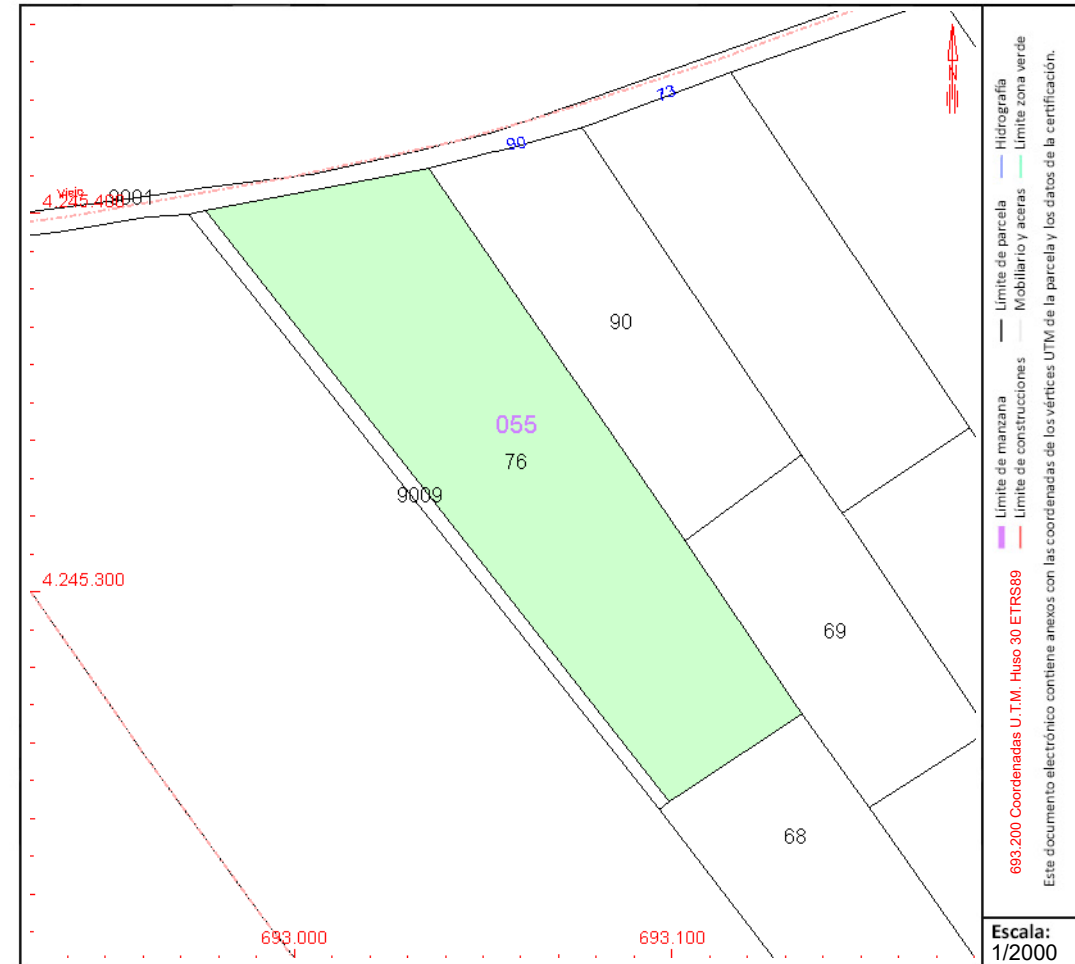 73
90
Viejo
9001
4.245.400
90
055
76
9009
4.245.300
69
68
693.000
693.100
N
Límite de manzana
Límite de parcela
Hidrografía
Límite de construcciones
Mobiliario y aceras
Límite zona verde
693.200 Coordenadas U.T.M. Huso 30 ETRS89
Este documento electrónico contiene anexos con las coordenadas de los vértices UTM de la parcela y los datos de la certificación.
Escala:
1/2000